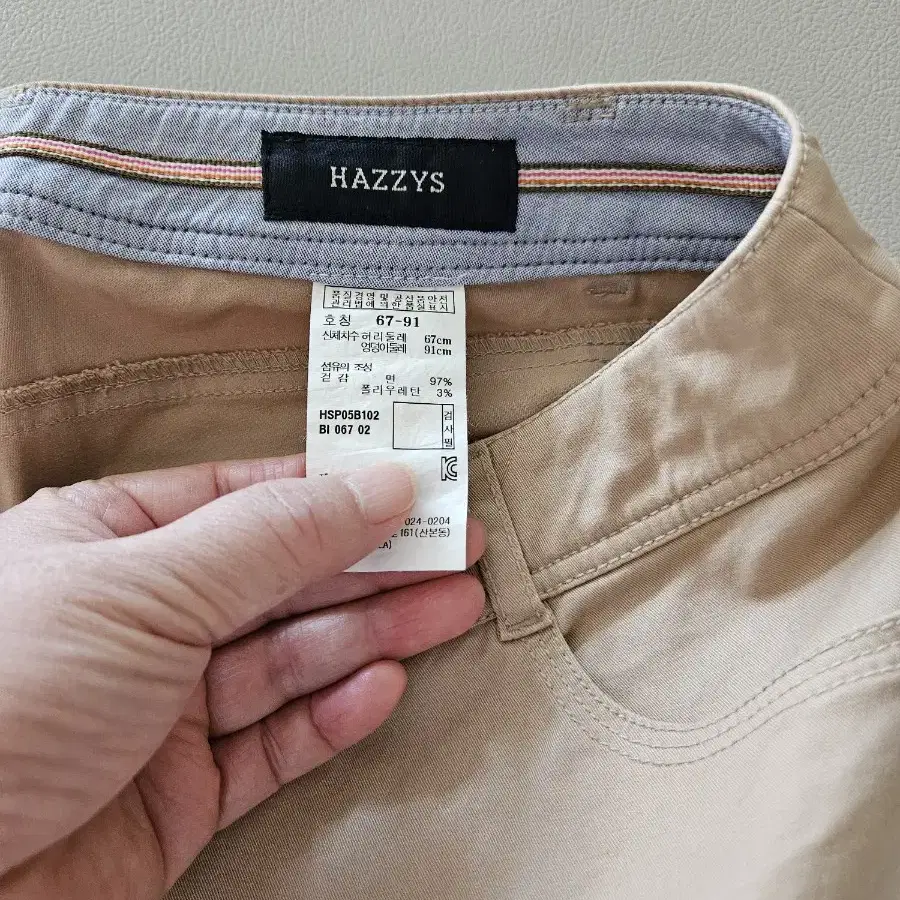 HAZZYS
품질경영 및 공산품안전
관리법에 의한 품질표시
호칭 67-91
신체치수 허리둘레 67cm
엉덩이둘레 91cm
섬유의 조성
겉감 면 97%
폴리우레탄 3%
HSP05B102
BI 067 02
검사필
024-0204
161(산본동)